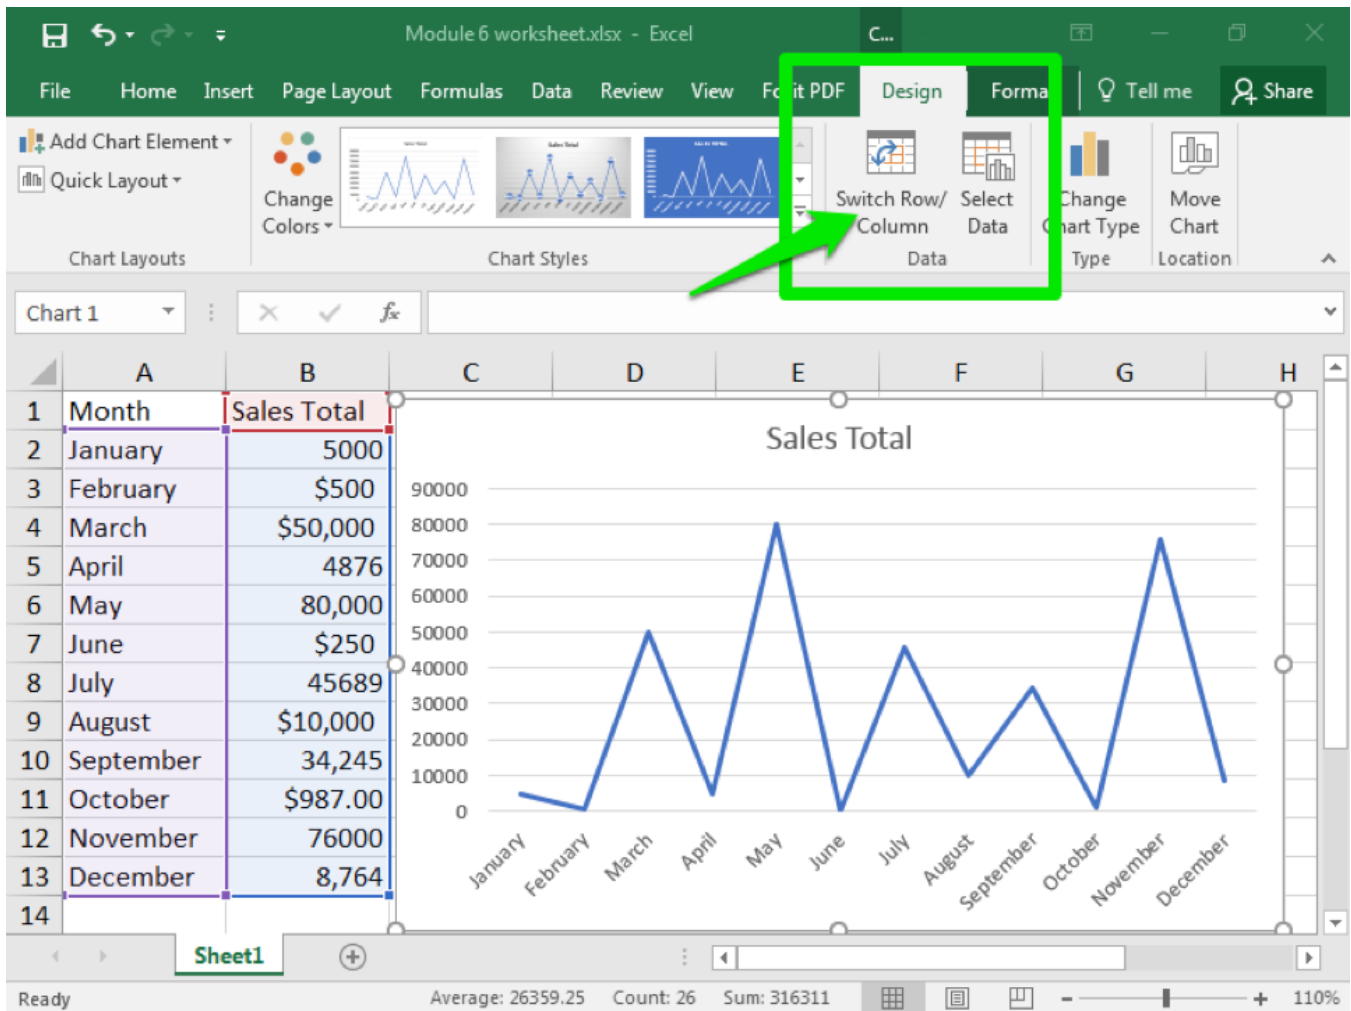 Module 6 worksheet.xlsx - Excel
C...
File Home Insert Page Layout Formulas Data Review View PDF Design Forma Tell me Share
Add Chart Element
Quick Layout
Change
Colors
Switch Row/
Column
Select
Data
Change
Chart Type
Move
Chart
Chart Layouts Chart Styles Data Type Location
Chart 1 fx
A B C D E F G H
1 Month Sales Total
2 January 5000
3 February $500
4 March $50,000
5 April 4876
6 May 80,000
7 June $250
8 July 45689
9 August $10,000
10 September 34,245
11 October $987.00
12 November 76000
13 December 8,764
14
Sales Total
90000
80000
70000
60000
50000
40000
30000
20000
10000
0
January February March April May June July August September October November December
Sheet1
Ready Average: 26359.25 Count: 26 Sum: 316311 110%